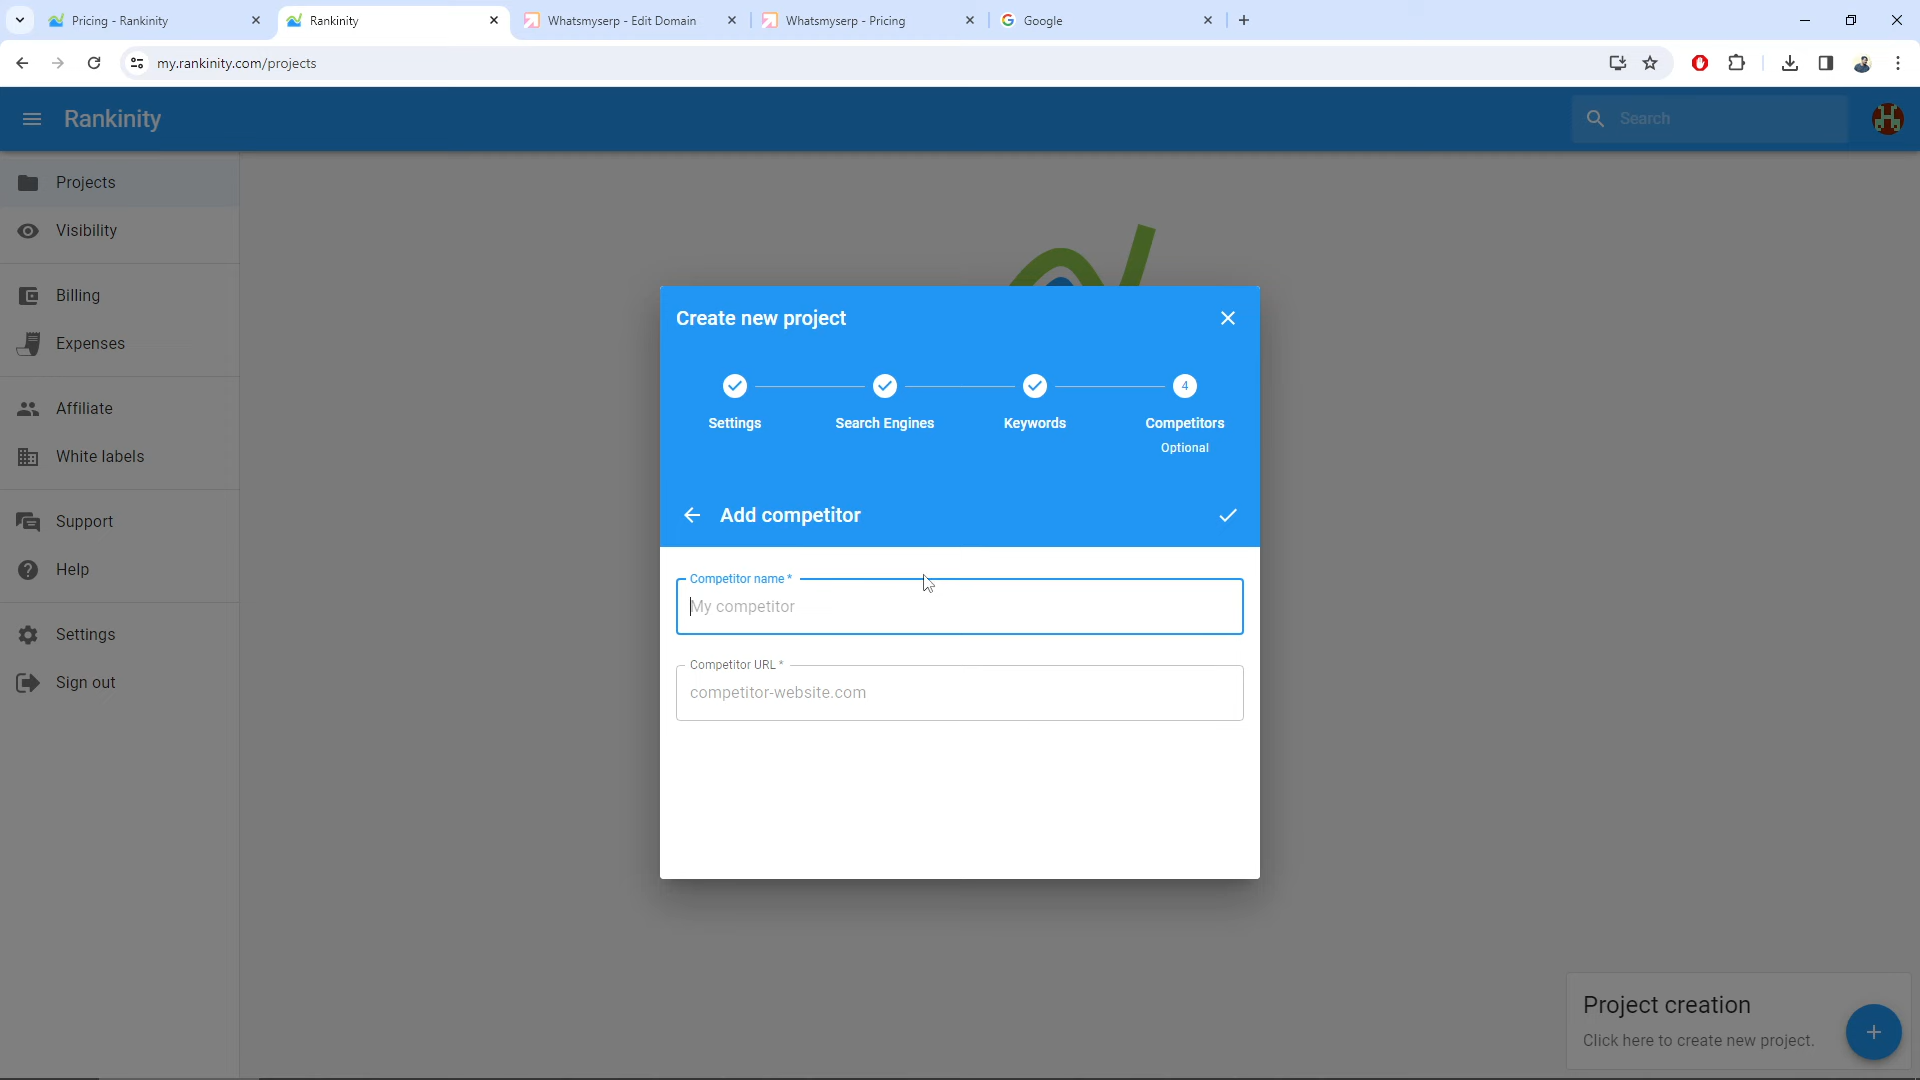 Pricing - Rankinity
Rankinity
Whatsmyserp - Edit Domain
Whatsmyserp - Pricing
Google
my.rankinity.com/projects
Rankinity
Search
Projects
Visibility
Billing
Expenses
Affiliate
White labels
Support
Help
Settings
Sign out
Create new project
4
Settings
Search Engines
Keywords
Competitors
Optional
Add competitor
Competitor name *
My competitor
Competitor URL *
competitor-website.com
Project creation
Click here to create new project.